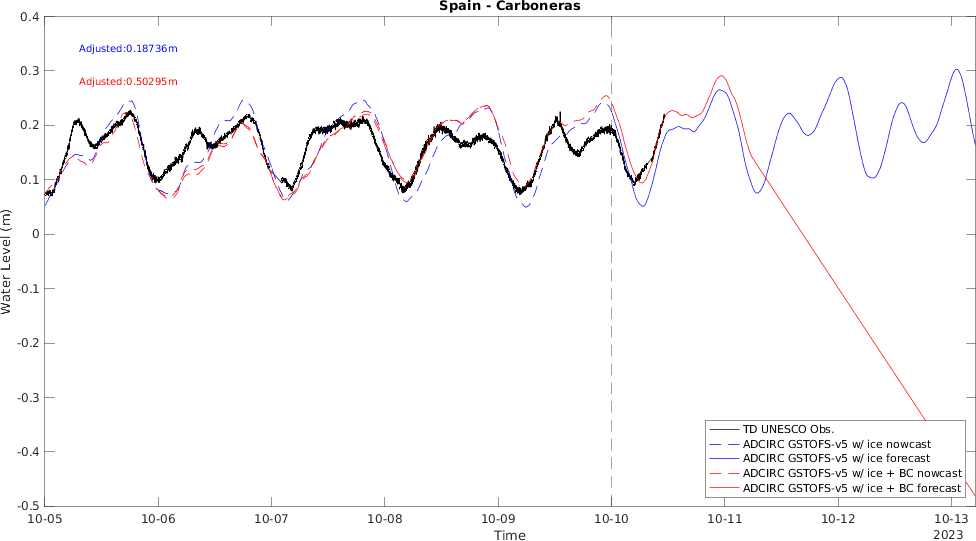 Spain - Carboneras
0.4
Adjusted:0.18736m
0.3
Adjusted:0.50295m
0.2
0.1
0
-0.1
-0.2
-0.3
-0.4
-0.5
Water Level (m)
TD UNESCO Obs.
ADCIRC GSTOFS-v5 w/ ice nowcast
ADCIRC GSTOFS-v5 w/ ice forecast
ADCIRC GSTOFS-v5 w/ ice + BC nowcast
ADCIRC GSTOFS-v5 w/ ice + BC forecast
10-05 10-06 10-07 10-08 10-09 10-10 10-11 10-12 10-13
Time
2023